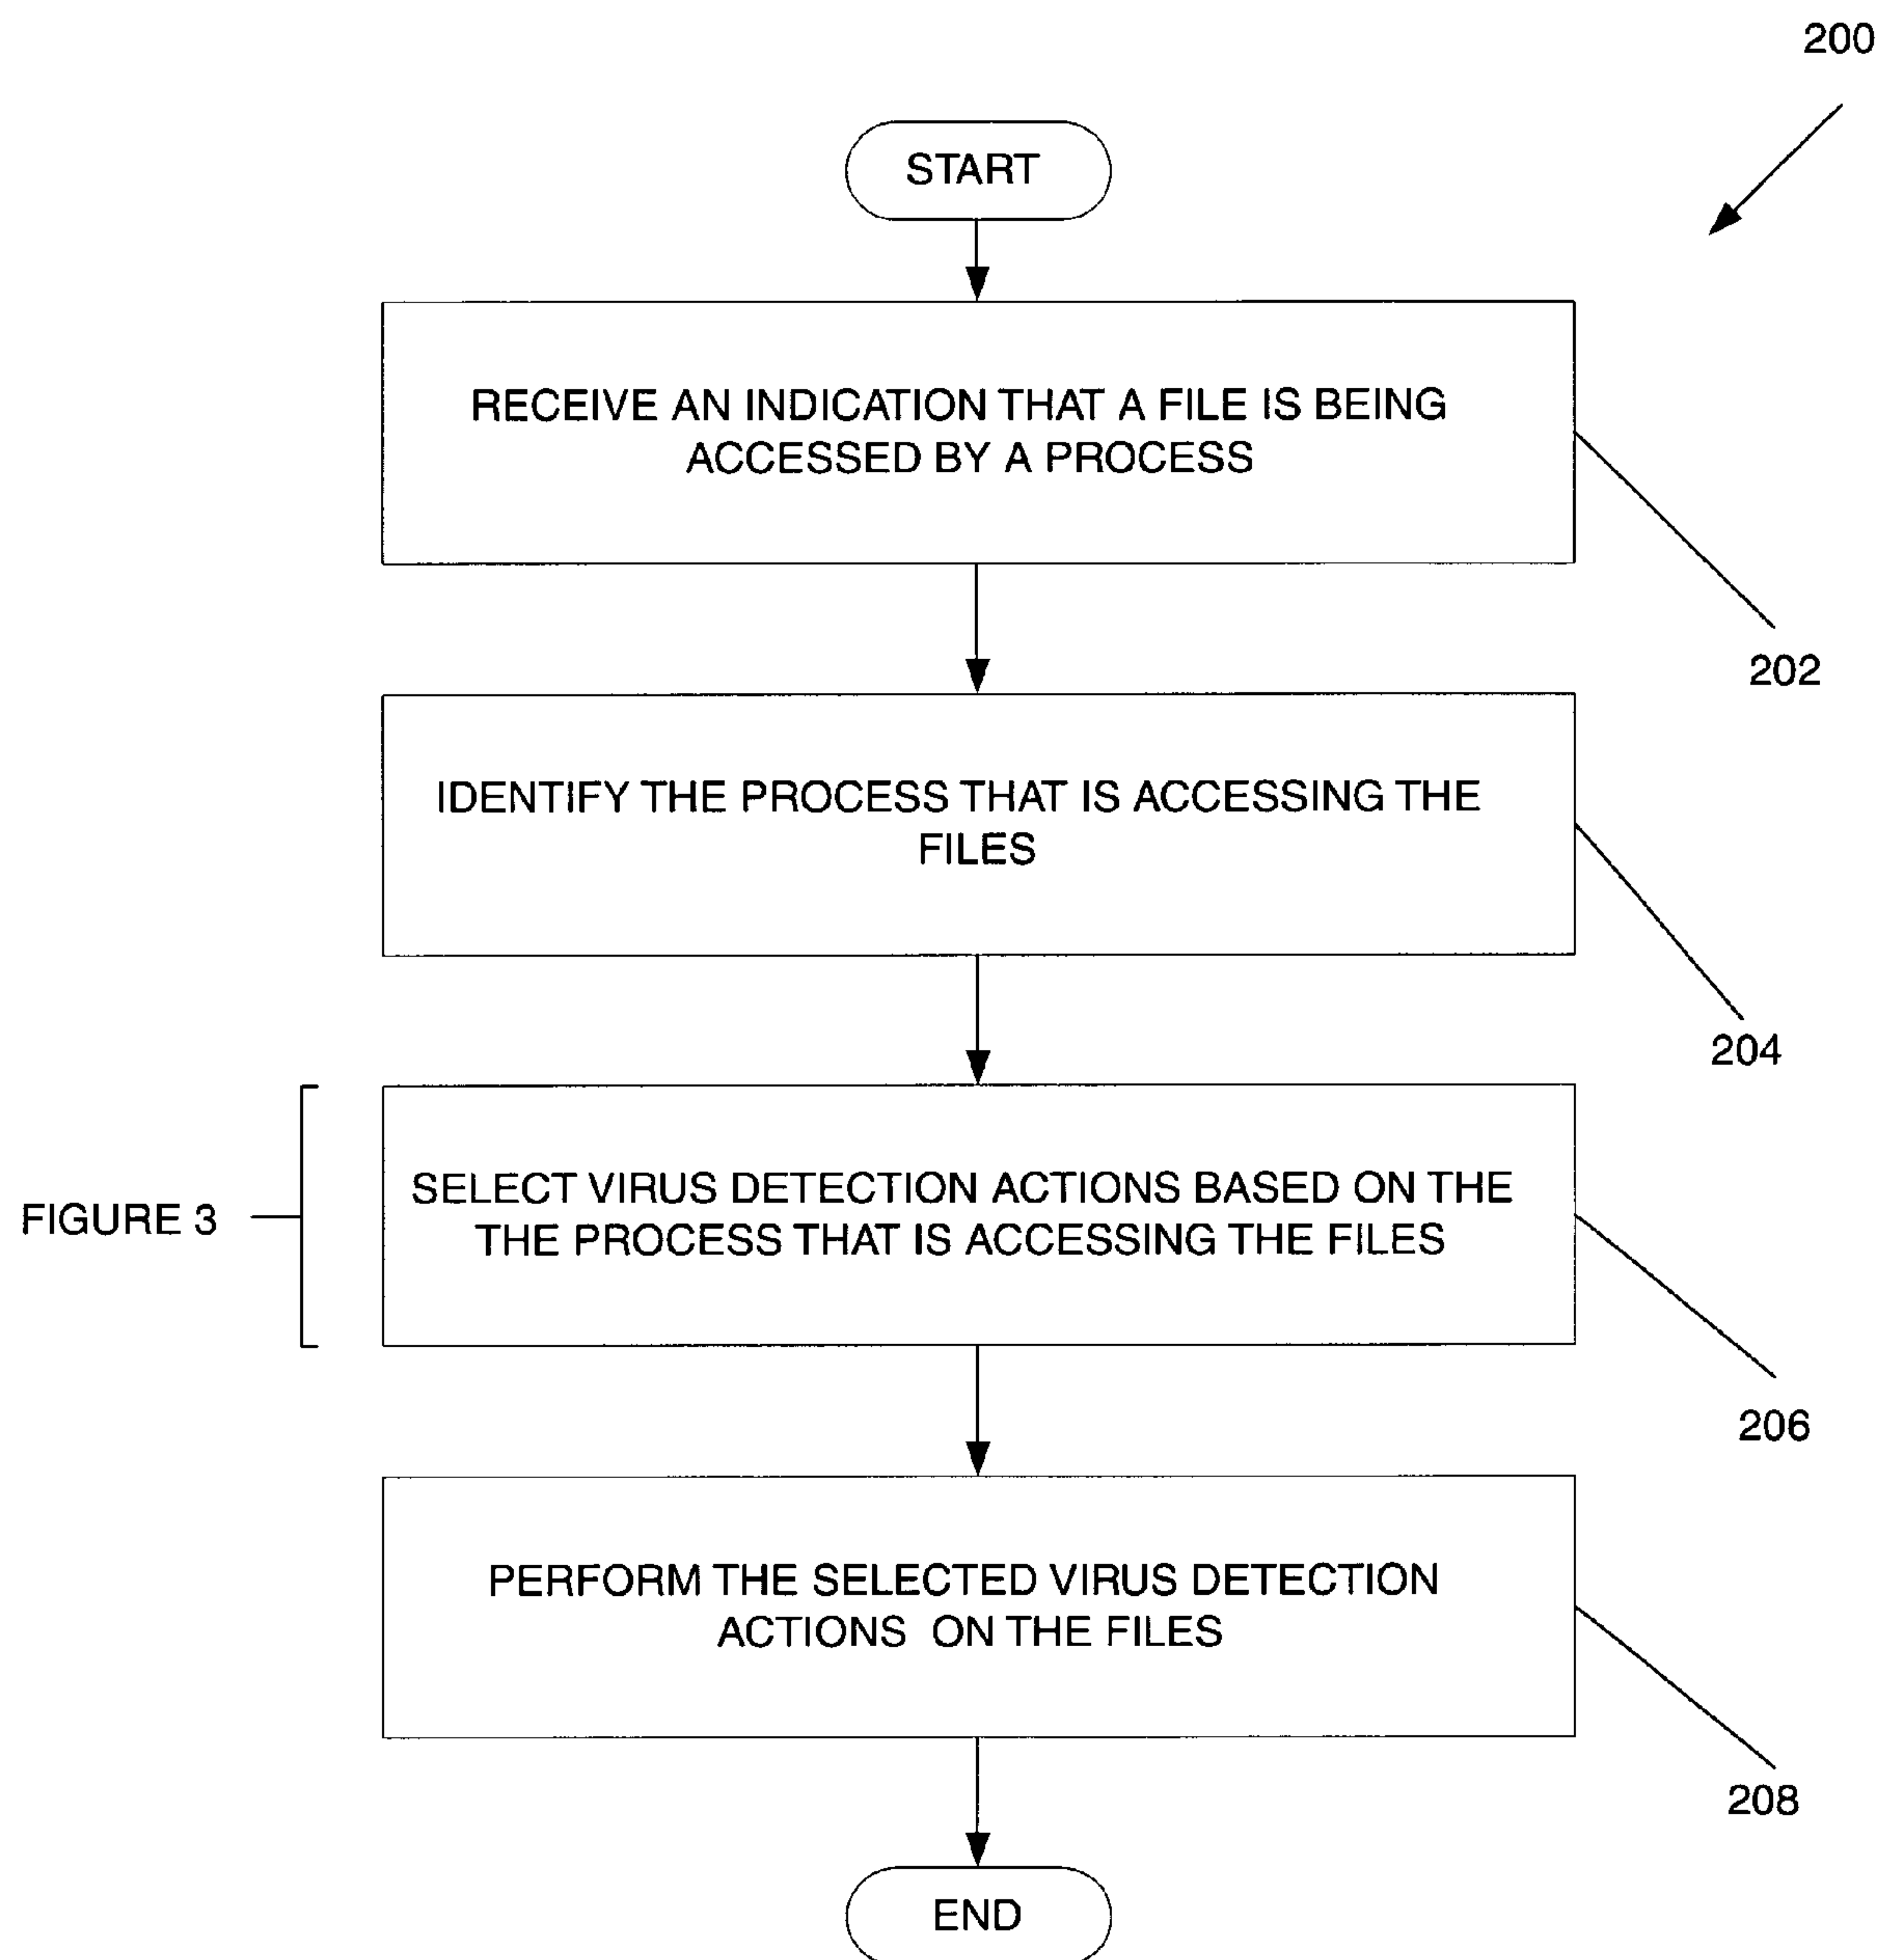 200
START
RECEIVE AN INDICATION THAT A FILE IS BEING
ACCESSED BY A PROCESS
202
IDENTIFY THE PROCESS THAT IS ACCESSING THE
FILES
204
FIGURE 3
SELECT VIRUS DETECTION ACTIONS BASED ON THE
THE PROCESS THAT IS ACCESSING THE FILES
206
PERFORM THE SELECTED VIRUS DETECTION
ACTIONS ON THE FILES
208
END